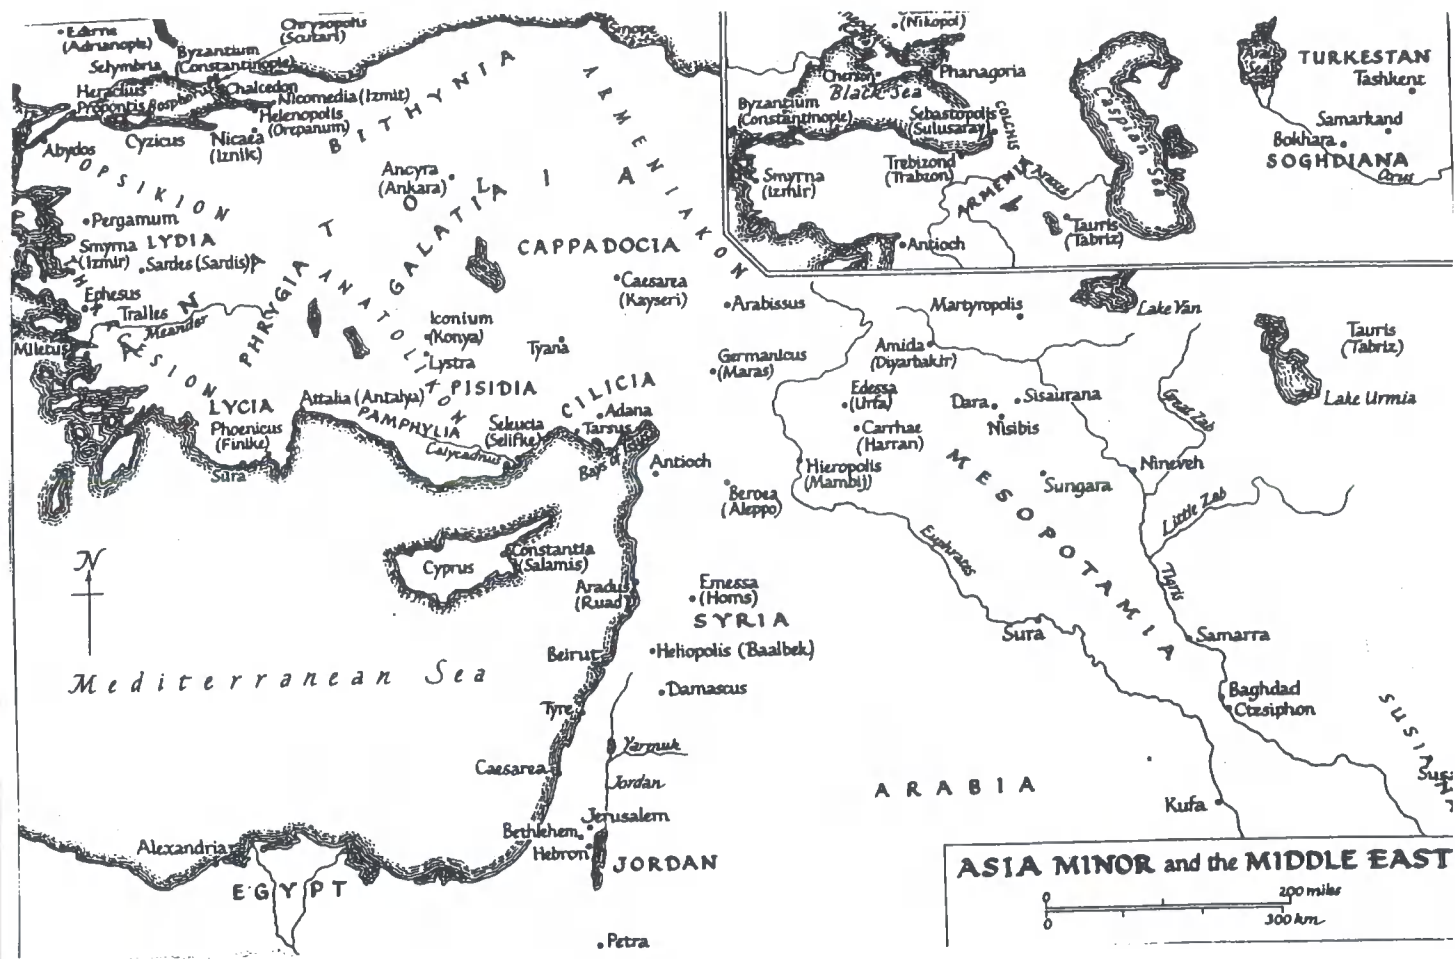 Edirne
(Adrianople)
Chrysopolis
(Scutari)
Byzantium
(Constantinople)
Selymbria
Heraclius
Propontis
Chalcedon
Nicomedia (Izmit)
Helenopolis
(Drepanum)
Abydos
Cyzicus
Nicaea
(Iznik)
Sinope
BITHYNIA
ARMENIAKON
OPSIKION
Ancyra
(Ankara)
ANATOLIA
GALATIA
Pergamum
Smyrna
(Izmir)
LYDIA
Sardes (Sardis)
CAPPADOCIA
Caesarea
(Kayseri)
Arabissus
Ephesus
Tralles
Meander
Miletus
PHRYGIA
ANATOLIKON
Iconium
(Konya)
Lystra
Tyana
Germanicus
(Maras)
LYCIA
Phoenicus
(Finike)
Sura
Attalia (Antalya)
PAMPHYLIA
PISIDIA
CILICIA
Seleucia
(Selifke)
Calycadnus
Adana
Tarsus
Bay of
Antioch
Beroea
(Aleppo)
N
Cyprus
Constantia
(Salamis)
Aradus
(Ruad)
Emessa
(Homs)
SYRIA
Beirut
Heliopolis (Baalbek)
Mediterranean Sea
Damascus
Tyre
Yarmuk
Caesarea
Jordan
Jerusalem
Bethlehem
Hebron
JORDAN
Alexandria
EGYPT
Petra
(Nikopol)
Cherson
Black Sea
Phanagoria
Byzantium
(Constantinople)
Sebastopolis
(Sulusaray)
COLCHIS
Trebizond
(Trabzon)
Smyrna
(Izmir)
ARMENIA
Araxes
Tauris
(Tabriz)
Antioch
Caspian Sea
Aral
Sea
TURKESTAN
Tashkent
Samarkand
Bokhara
SOGHDIANA
Oxus
Martyropolis
Lake Van
Amida
(Diyarbakir)
Tauris
(Tabriz)
Lake Urmia
Edessa
(Urfa)
Carrhae
(Harran)
Dara
Sisaurana
Nisibis
Great Zab
Hieropolis
(Mambij)
MESOPOTAMIA
Sungara
Nineveh
Little Zab
Euphrates
Tigris
Sura
Samarra
Baghdad
Ctesiphon
ARABIA
Kufa
ASIA MINOR and the MIDDLE EAST
0 200 miles
0 300 km